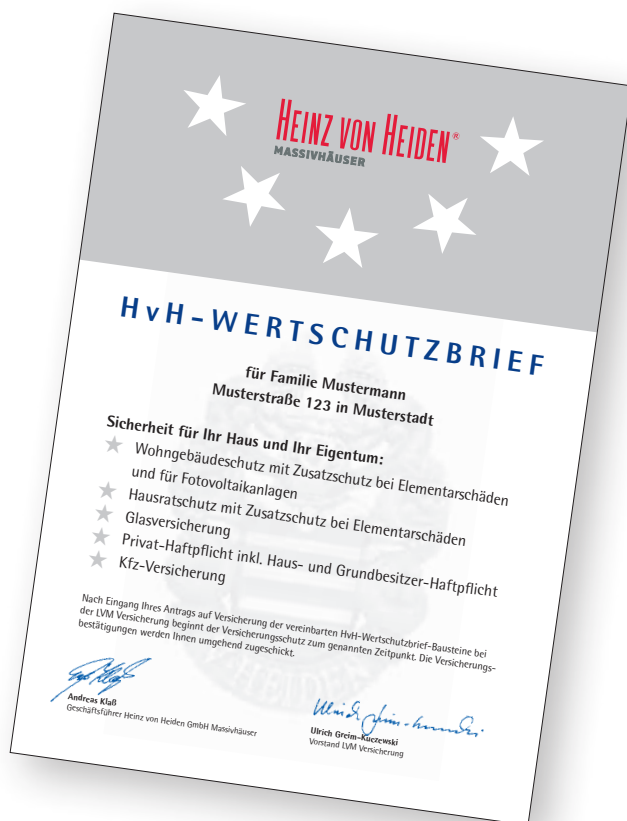 HEINZ VON HEIDEN®
MASSIVHÄUSER
HvH-WERTSCHUTZBRIEF
für Familie Mustermann
Musterstraße 123 in Musterstadt
Sicherheit für Ihr Haus und Ihr Eigentum:
Wohngebäudeschutz mit Zusatzschutz bei Elementarschäden
und für Fotovoltaikanlagen
Hausratschutz mit Zusatzschutz bei Elementarschäden
Glasversicherung
Privat-Haftpflicht inkl. Haus- und Grundbesitzer-Haftpflicht
Kfz-Versicherung
Nach Eingang Ihres Antrags auf Versicherung der vereinbarten HvH-Wertschutzbrief-Bausteine bei
der LVM Versicherung beginnt der Versicherungsschutz zum genannten Zeitpunkt. Die Versicherungs-
bestätigungen werden Ihnen umgehend zugeschickt.
Andreas Klaß
Geschäftsführer Heinz von Heiden GmbH Massivhäuser
Ulrich Greim-Kuczewski
Vorstand LVM Versicherung